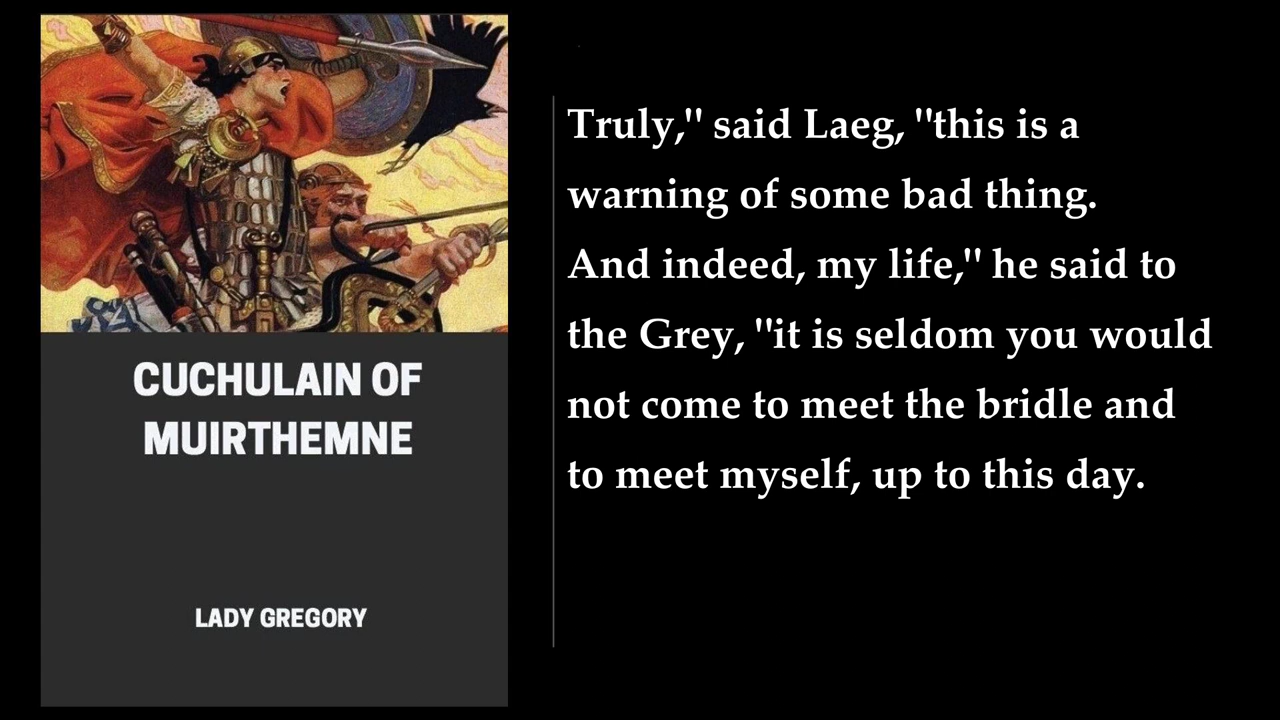 CUCHULAIN OF
MUIRTHEMNE
LADY GREGORY
Truly," said Laeg, "this is a
warning of some bad thing.
And indeed, my life," he said to
the Grey, "it is seldom you would
not come to meet the bridle and
to meet myself, up to this day.